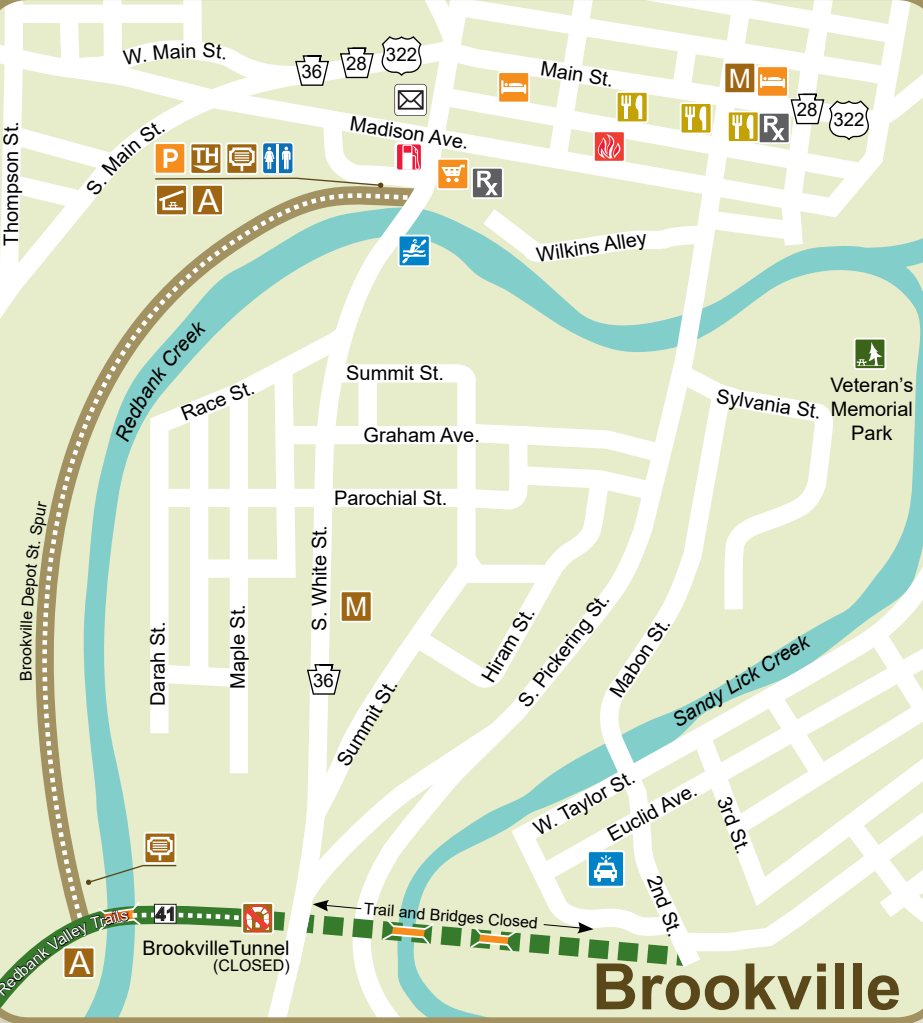 W. Main St.
36
28
322
Main St.
M
28
322
Rx
Madison Ave.
S. Main St.
Thompson St.
P
TH
A
Rx
Wilkins Alley
Redbank Creek
Race St.
Summit St.
Graham Ave.
Parochial St.
Sylvania St.
Veteran's
Memorial
Park
Brookville Depot St. Spur
Darah St.
Maple St.
S. White St.
M
36
Summit St.
Hiram St.
S. Pickering St.
Mabon St.
Sandy Lick Creek
W. Taylor St.
Euclid Ave.
3rd St.
2nd St.
Redbank Valley Trails
41
A
Brookville Tunnel
(CLOSED)
Trail and Bridges Closed
Brookville